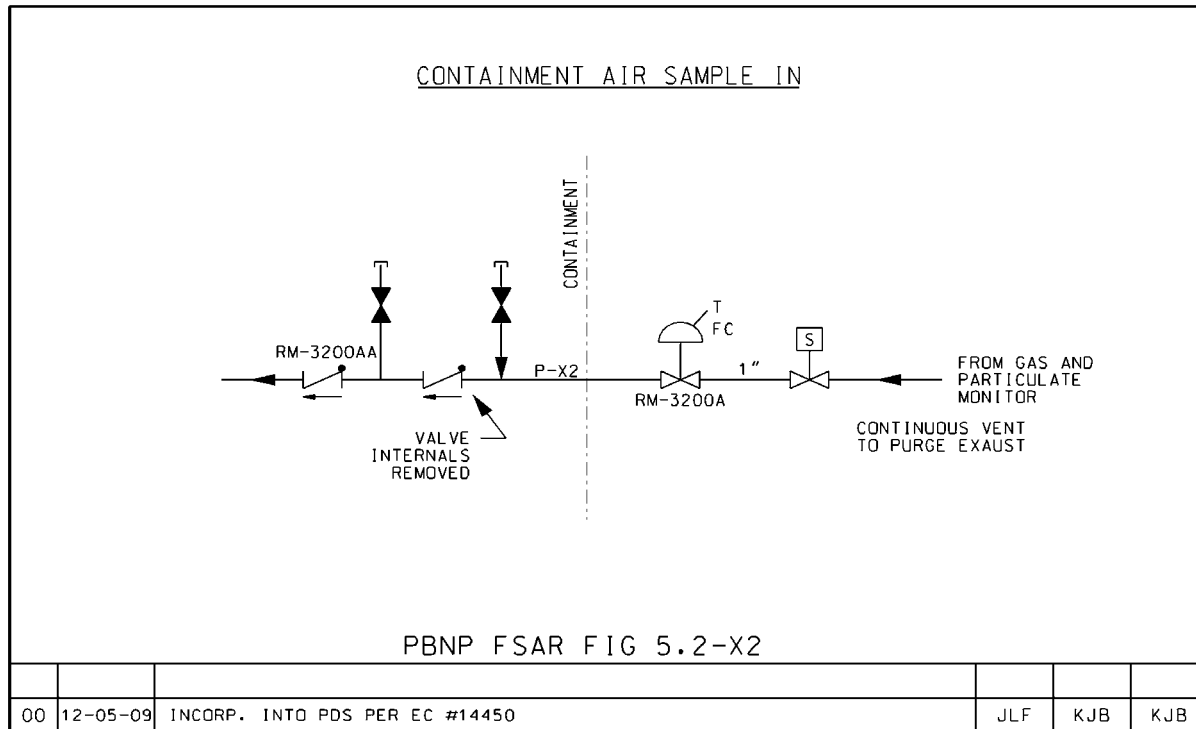 CONTAINMENT AIR SAMPLE IN
CONTAINMENT
T
FC
S
RM-3200AA
P-X2
1"
RM-3200A
FROM GAS AND
PARTICULATE
MONITOR
VALVE
INTERNALS
REMOVED
CONTINUOUS VENT
TO PURGE EXAUST
PBNP FSAR FIG 5.2-X2
00 12-05-09 INCORP. INTO PDS PER EC #14450 JLF KJB KJB